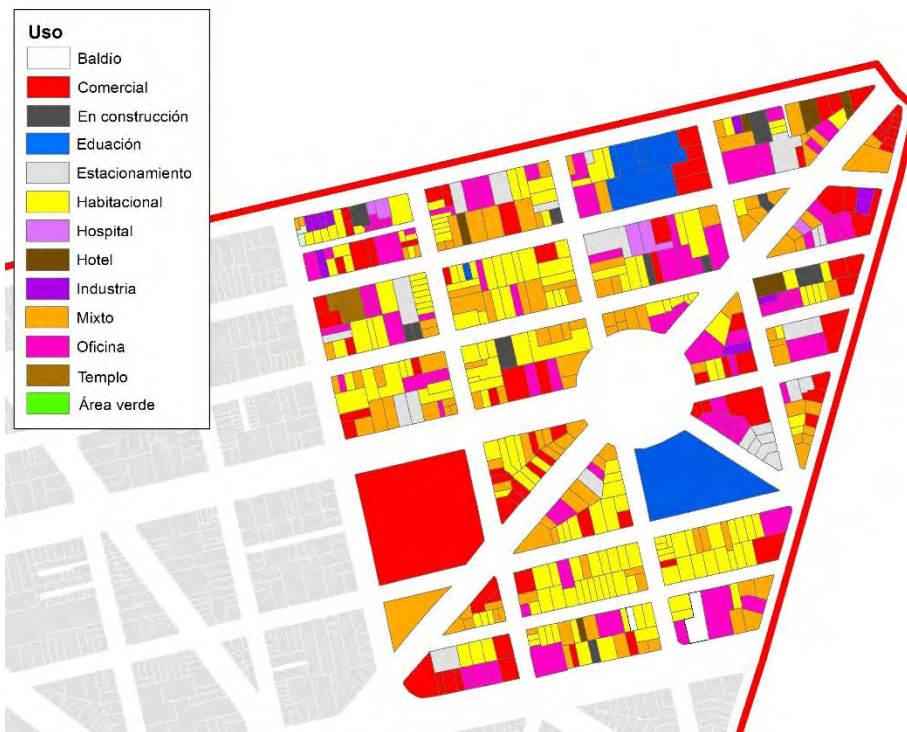 Uso
Baldío
Comercial
En construcción
Eduación
Estacionamiento
Habitacional
Hospital
Hotel
Industria
Mixto
Oficina
Templo
Área verde